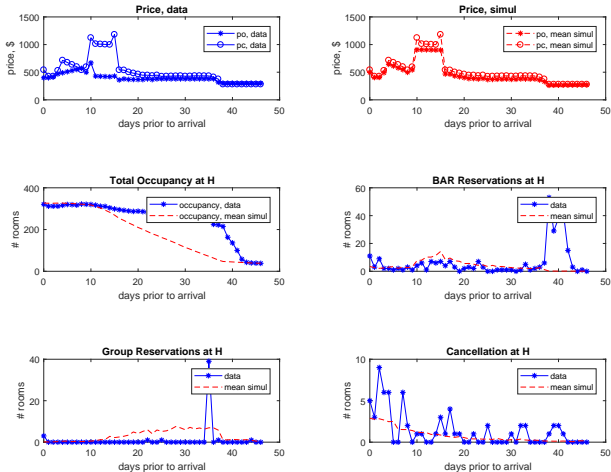 Price, data
1500
1000
500
0
price, $
po, data
pc, data
0 10 20 30 40 50
days prior to arrival
Price, simul
1500
1000
500
0
price, $
po, mean simul
pc, mean simul
0 10 20 30 40 50
days prior to arrival
Total Occupancy at H
400
200
0
# rooms
occupancy, data
occupancy, mean simul
0 10 20 30 40 50
days prior to arrival
BAR Reservations at H
60
40
20
0
# rooms
data
mean simul
0 10 20 30 40 50
days prior to arrival
Group Reservations at H
40
20
0
# rooms
data
mean simul
0 10 20 30 40 50
days prior to arrival
Cancellation at H
10
5
0
# rooms
data
mean simul
0 10 20 30 40 50
days prior to arrival